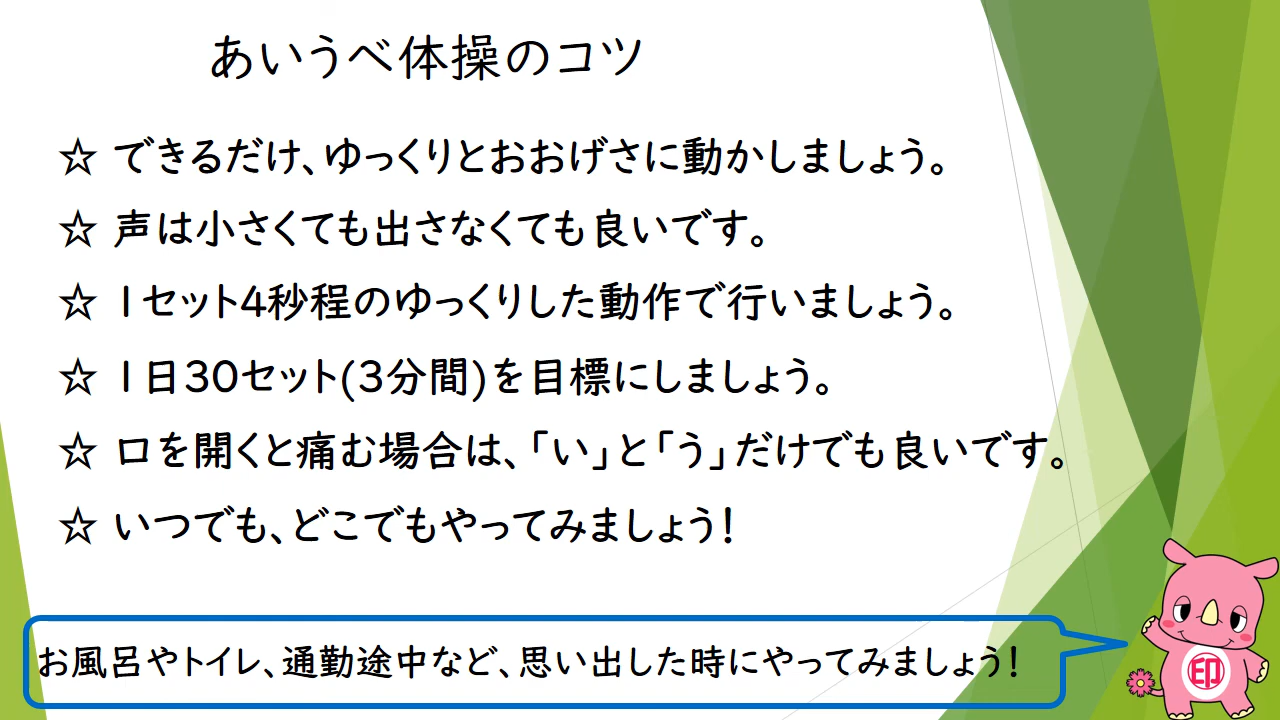 あいうべ体操のコツ
☆ できるだけ、ゆっくりとおおげさに動かしましょう。
☆ 声は小さくても出さなくても良いです。
☆ 1セット4秒程のゆっくりした動作で行いましょう。
☆ 1日30セット(3分間)を目標にしましょう。
☆ 口を開くと痛む場合は、「い」と「う」だけでも良いです。
☆ いつでも、どこでもやってみましょう!
お風呂やトイレ、通勤途中など、思い出した時にやってみましょう!
印